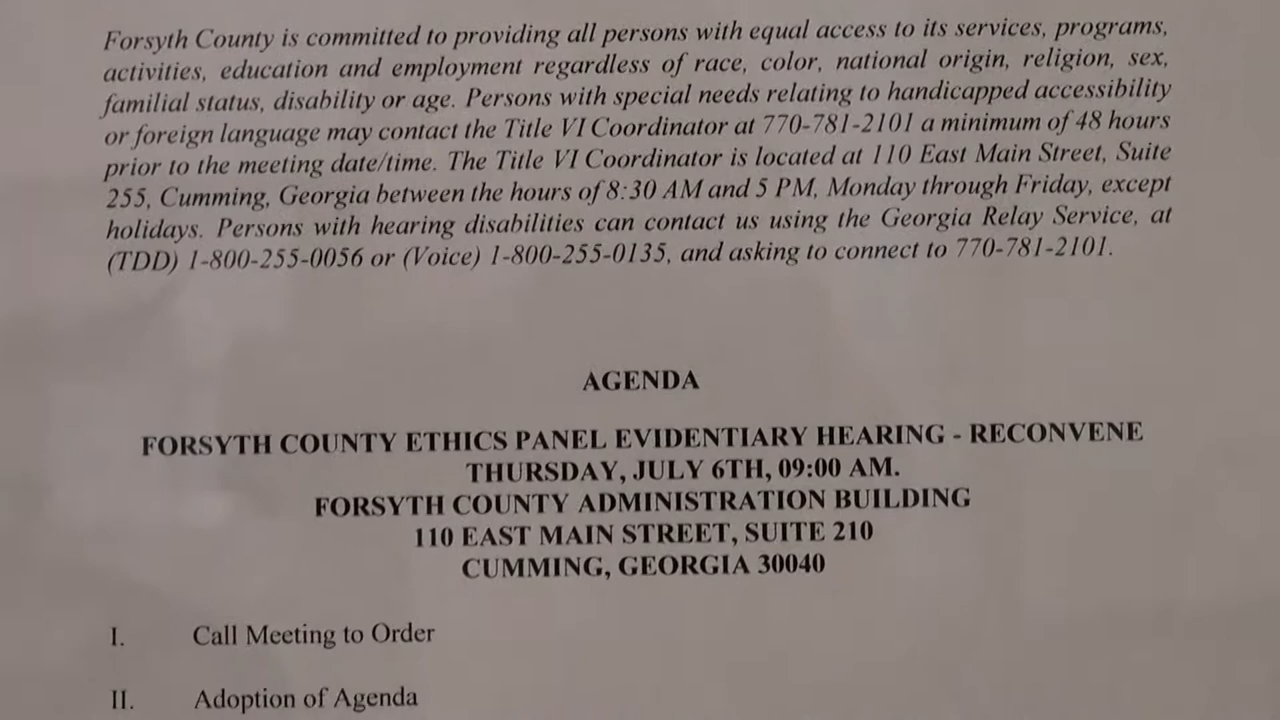 Forsyth County is committed to providing all persons with equal access to its services, programs,
activities, education and employment regardless of race, color, national origin, religion, sex,
familial status, disability or age. Persons with special needs relating to handicapped accessibility
or foreign language may contact the Title VI Coordinator at 770-781-2101 a minimum of 48 hours
prior to the meeting date/time. The Title VI Coordinator is located at 110 East Main Street, Suite
255, Cumming, Georgia between the hours of 8:30 AM and 5 PM, Monday through Friday, except
holidays. Persons with hearing disabilities can contact us using the Georgia Relay Service, at
(TDD) 1-800-255-0056 or (Voice) 1-800-255-0135, and asking to connect to 770-781-2101.
AGENDA
FORSYTH COUNTY ETHICS PANEL EVIDENTIARY HEARING - RECONVENE
THURSDAY, JULY 6TH, 09:00 AM.
FORSYTH COUNTY ADMINISTRATION BUILDING
110 EAST MAIN STREET, SUITE 210
CUMMING, GEORGIA 30040
I. Call Meeting to Order
II. Adoption of Agenda